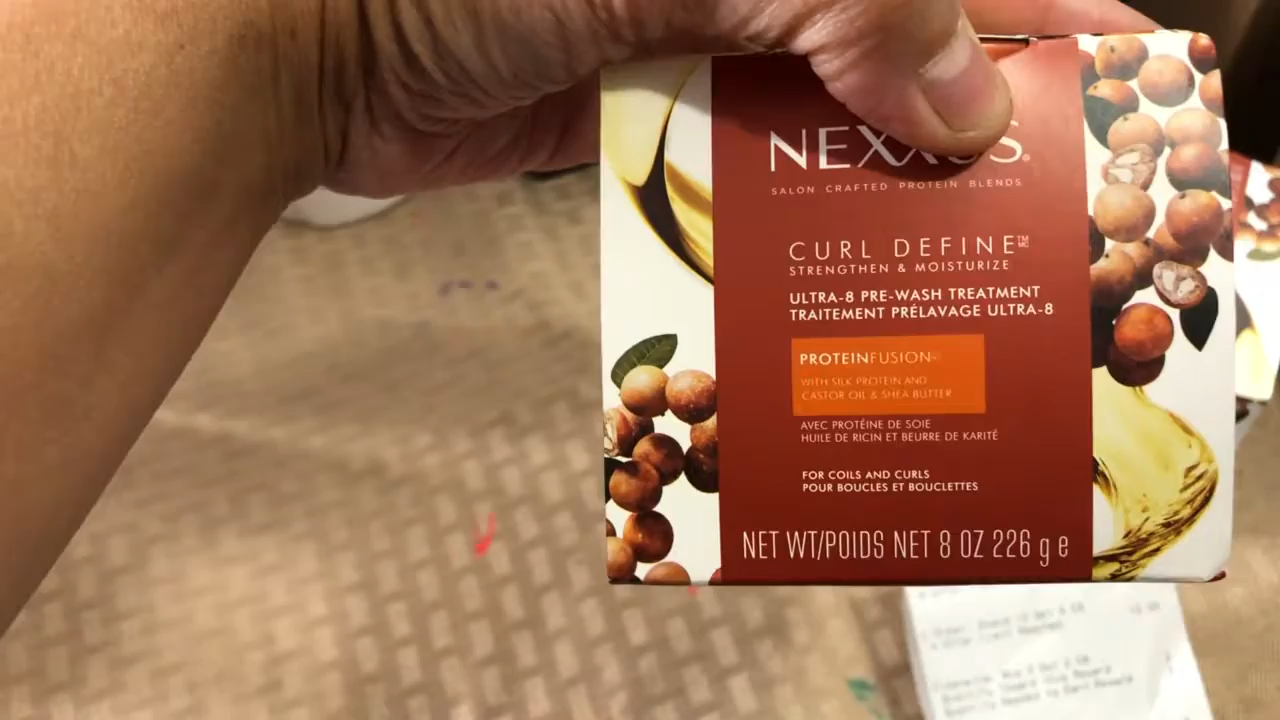 NEXXUS®
SALON CRAFTED PROTEIN BLENDS
CURL DEFINE™ MC
STRENGTHEN & MOISTURIZE
ULTRA-8 PRE-WASH TREATMENT
TRAITEMENT PRÉLAVAGE ULTRA-8
PROTEINFUSION
WITH SILK PROTEIN AND
CASTOR OIL & SHEA BUTTER
AVEC PROTÉINE DE SOIE
HUILE DE RICIN ET BEURRE DE KARITÉ
FOR COILS AND CURLS
POUR BOUCLES ET BOUCLETTES
NET WT/POIDS NET 8 OZ 226 g e